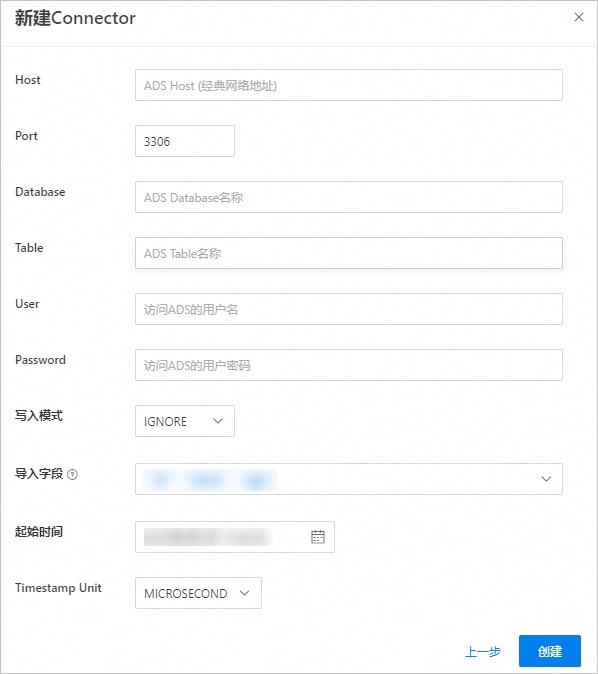 新建Connector
Host
ADS Host (经典网络地址)
Port
3306
Database
ADS Database名称
Table
ADS Table名称
User
访问ADS的用户名
Password
访问ADS的用户密码
写入模式
IGNORE
导入字段 ?
起始时间
Timestamp Unit
MICROSECOND
上一步
创建